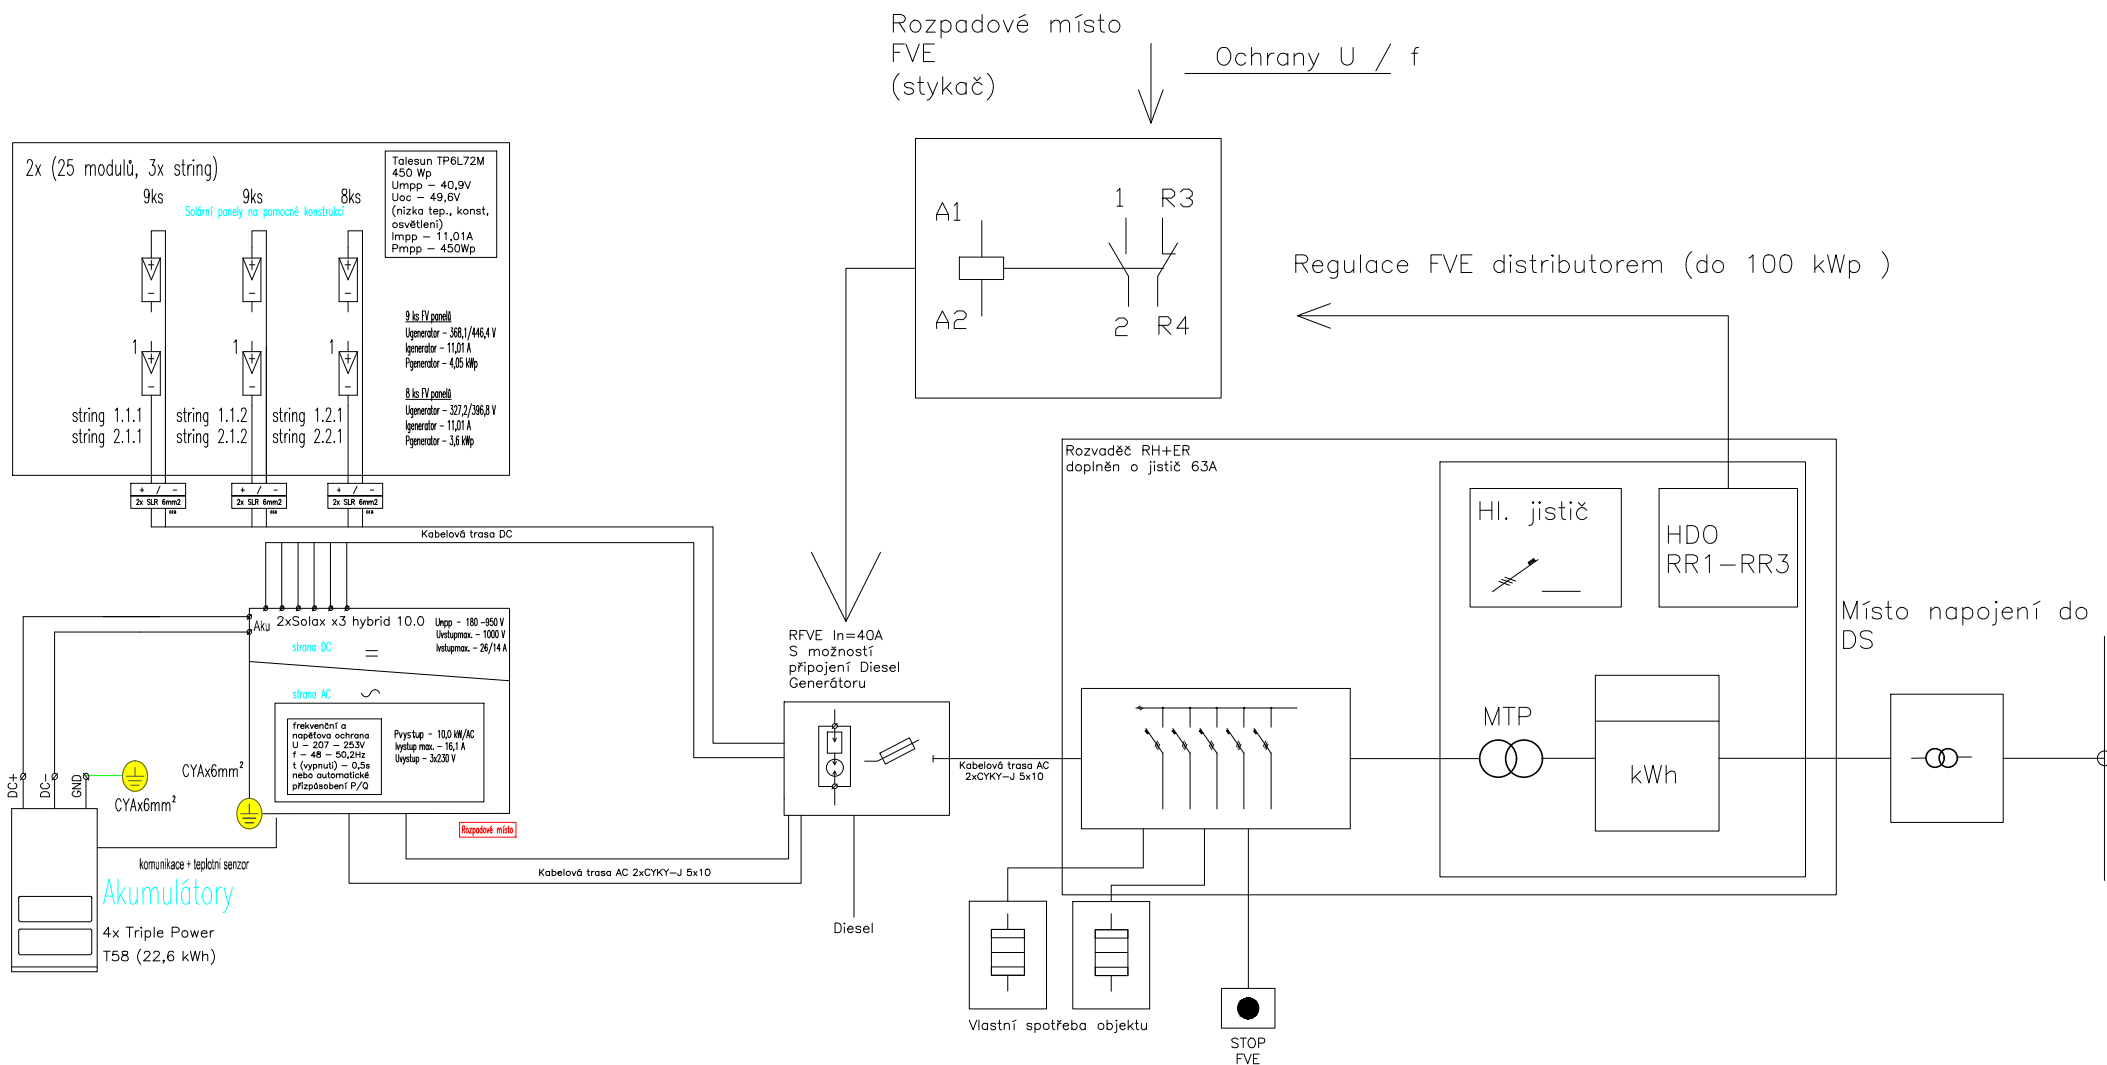 Rozpadové místo
FVE
(stykač)
Ochrany U / f
2x (25 modulů, 3x string)
9ks
9ks
8ks
Solární panely na pomocné konstrukci
Talesun TP6L72M
450 Wp
Umpp – 40,9V
Uoc – 49,6V
(nízka tep., konst,
osvětlení)
Impp – 11,01A
Pmpp – 450Wp
9 ks FV panelů
Ugenerator – 368,1/446,4 V
Igenerator – 11,01 A
Pgenerator – 4,05 kWp
8 ks FV panelů
Ugenerator – 327,2/396,8 V
Igenerator – 11,01 A
Pgenerator – 3,6 kWp
+
–
+
–
+
–
1
+
–
1
+
–
1
+
–
string 1.1.1
string 2.1.1
string 1.1.2
string 2.1.2
string 1.2.1
string 2.2.1
+ / –
2x SLR 6mm2
+ / –
2x SLR 6mm2
+ / –
2x SLR 6mm2
A1
A2
1
R3
2
R4
Regulace FVE distributorem (do 100 kWp )
Kabelová trasa DC
Rozvaděč RH+ER
doplněn o jistič 63A
Hl. jistič
HDO
RR1–RR3
Místo napojení do
DS
Aku
2xSolax x3 hybrid 10.0
Umpp – 180 –950 V
Uvstupmax. – 1000 V
Ivstupmax. – 26/14 A
strana DC
strana AC
frekvenční a
napěťova ochrana
U – 207 – 253V
f – 48 – 50,2Hz
t (vypnutí) – 0,5s
nebo automatické
přizpůsobení P/Q
Pvystup – 10,0 kW/AC
Ivystup max. – 16,1 A
Uvystup – 3x230 V
RFVE In=40A
S možností
připojení Diesel
Generátoru
MTP
kWh
Kabelová trasa AC
2xCYKY–J 5x10
DC+
DC–
GND
CYAx6mm²
CYAx6mm²
Rozpadové místo
komunikace + teplotní senzor
Kabelová trasa AC 2xCYKY–J 5x10
Akumulátory
4x Triple Power
T58 (22,6 kWh)
Diesel
Vlastní spotřeba objektu
STOP
FVE